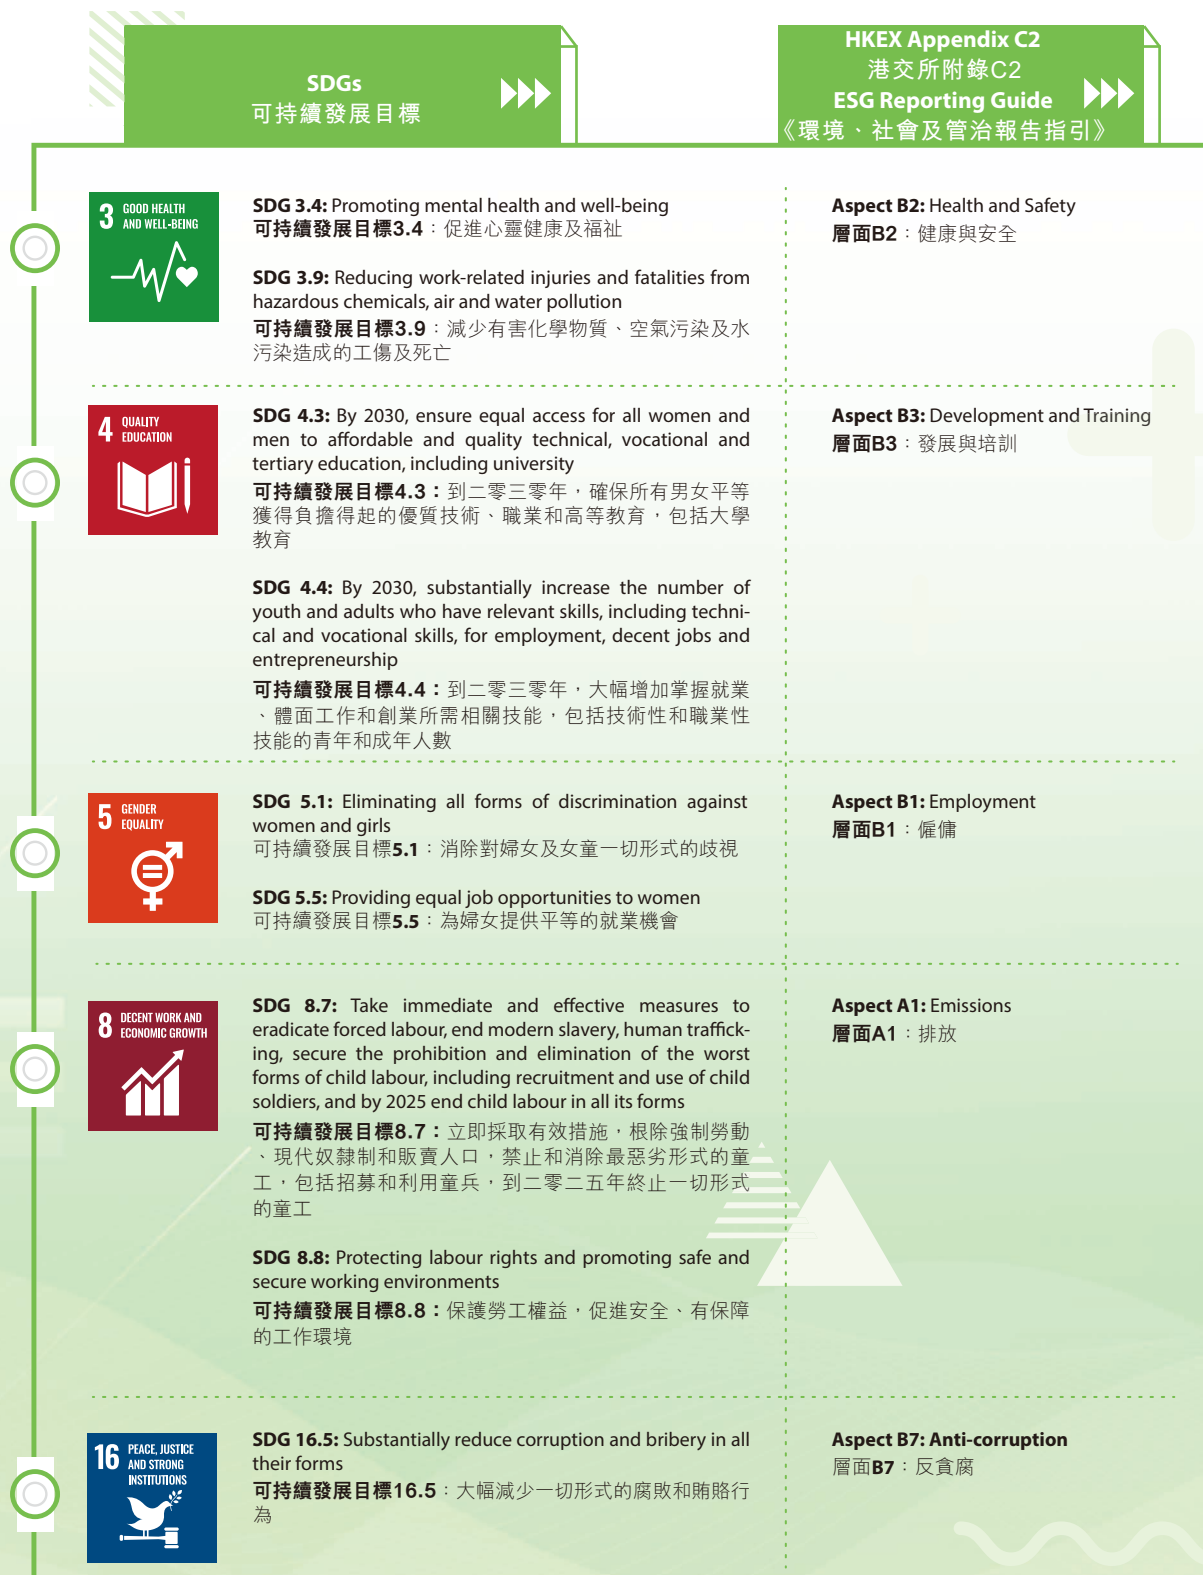 SDGs
可持續發展目標
HKEX Appendix C2
港交所附錄C2
ESG Reporting Guide
《環境、社會及管治報告指引》
3 GOOD HEALTH
AND WELL-BEING
SDG 3.4: Promoting mental health and well-being
可持續發展目標3.4：促進心靈健康及福祉
SDG 3.9: Reducing work-related injuries and fatalities from
hazardous chemicals, air and water pollution
可持續發展目標3.9：減少有害化學物質、空氣污染及水
污染造成的工傷及死亡
Aspect B2: Health and Safety
層面B2：健康與安全
4 QUALITY
EDUCATION
SDG 4.3: By 2030, ensure equal access for all women and
men to affordable and quality technical, vocational and
tertiary education, including university
可持續發展目標4.3：到二零三零年，確保所有男女平等
獲得負擔得起的優質技術、職業和高等教育，包括大學
教育
SDG 4.4: By 2030, substantially increase the number of
youth and adults who have relevant skills, including techni-
cal and vocational skills, for employment, decent jobs and
entrepreneurship
可持續發展目標4.4：到二零三零年，大幅增加掌握就業
、體面工作和創業所需相關技能，包括技術性和職業性
技能的青年和成年人數
Aspect B3: Development and Training
層面B3：發展與培訓
5 GENDER
EQUALITY
SDG 5.1: Eliminating all forms of discrimination against
women and girls
可持續發展目標5.1：消除對婦女及女童一切形式的歧視
SDG 5.5: Providing equal job opportunities to women
可持續發展目標5.5：為婦女提供平等的就業機會
Aspect B1: Employment
層面B1：僱傭
8 DECENT WORK AND
ECONOMIC GROWTH
SDG 8.7: Take immediate and effective measures to
eradicate forced labour, end modern slavery, human traffick-
ing, secure the prohibition and elimination of the worst
forms of child labour, including recruitment and use of child
soldiers, and by 2025 end child labour in all its forms
可持續發展目標8.7：立即採取有效措施，根除強制勞動
、現代奴隸制和販賣人口，禁止和消除最惡劣形式的童
工，包括招募和利用童兵，到二零二五年終止一切形式
的童工
SDG 8.8: Protecting labour rights and promoting safe and
secure working environments
可持續發展目標8.8：保護勞工權益，促進安全、有保障
的工作環境
Aspect A1: Emissions
層面A1：排放
16 PEACE, JUSTICE
AND STRONG
INSTITUTIONS
SDG 16.5: Substantially reduce corruption and bribery in all
their forms
可持續發展目標16.5：大幅減少一切形式的腐敗和賄賂行
為
Aspect B7: Anti-corruption
層面B7：反貪腐